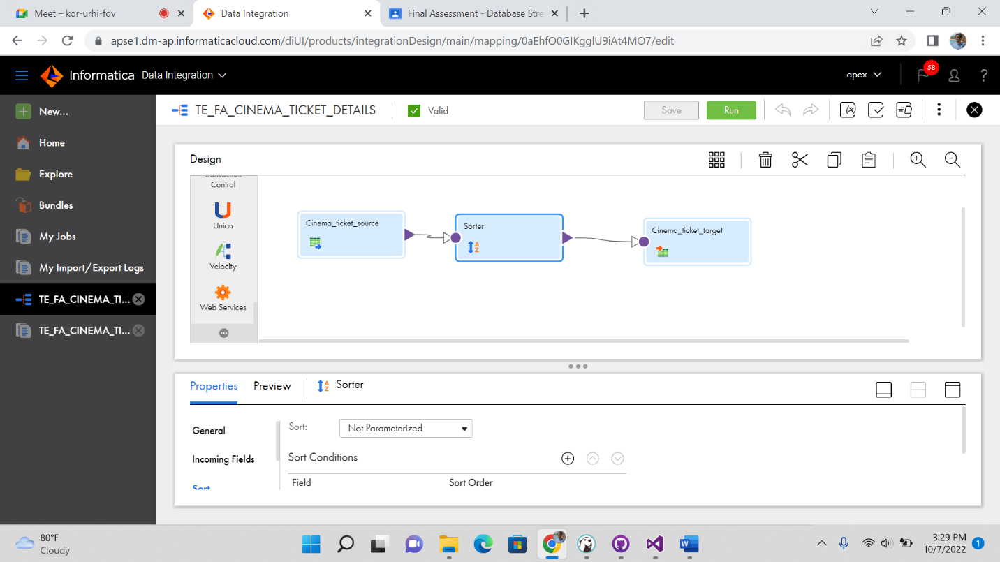 Meet – kor-urhi-fdv
Data Integration
Final Assessment - Database Stre
apse1.dm-ap.informaticacloud.com/diUI/products/integrationDesign/main/mapping/0aEhfO0GIKgglU9iAt4MO7/edit
Informatica Data Integration
apex
58
?
New...
Home
Explore
Bundles
My Jobs
My Import/Export Logs
TE_FA_CINEMA_TI...
TE_FA_CINEMA_TI...
TE_FA_CINEMA_TICKET_DETAILS
Valid
Save
Run
Design
Transaction
Control
Union
Velocity
Web Services
Cinema_ticket_source
Sorter
Cinema_ticket_target
Properties
Preview
Sorter
General
Incoming Fields
Sort
Sort:
Not Parameterized
Sort Conditions
Field
Sort Order
80°F
Cloudy
3:29 PM
10/7/2022
1